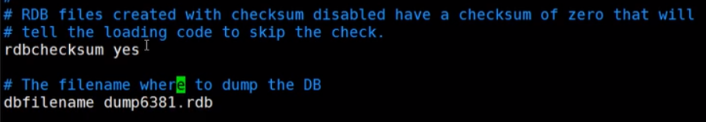 # RDB files created with checksum disabled have a checksum of zero that will
# tell the loading code to skip the check.
rdbchecksum yes
# The filename where to dump the DB
dbfilename dump6381.rdb